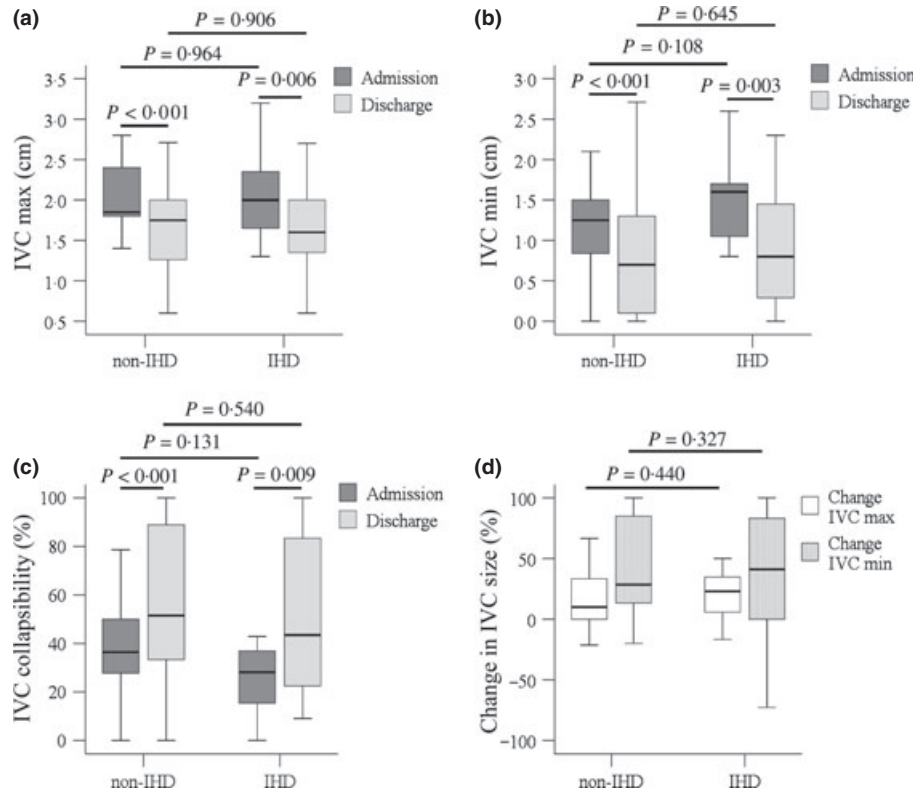 (a)
P = 0·906
P = 0·964
P < 0·001
P = 0·006
Admission
Discharge
IVC max (cm)
3·5
3·0
2·5
2·0
1·5
1·0
0·5
non-IHD
IHD
(b)
P = 0·645
P = 0·108
P < 0·001
P = 0·003
Admission
Discharge
IVC min (cm)
3·0
2·5
2·0
1·5
1·0
0·5
0·0
non-IHD
IHD
(c)
P = 0·540
P = 0·131
P < 0·001
P = 0·009
Admission
Discharge
IVC collapsibility (%)
100
80
60
40
20
0
non-IHD
IHD
(d)
P = 0·327
P = 0·440
Change
IVC max
Change
IVC min
Change in IVC size (%)
100
50
0
−50
−100
non-IHD
IHD